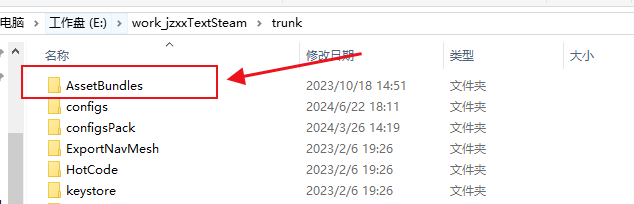 电脑 › 工作盘 (E:) › work_jzxxTextSteam › trunk
名称 修改日期 类型 大小
AssetBundles 2023/10/18 14:51 文件夹
configs 2024/6/22 18:11 文件夹
configsPack 2024/3/26 14:19 文件夹
ExportNavMesh 2023/2/6 19:26 文件夹
HotCode 2023/2/6 19:26 文件夹
keystore 2023/2/6 19:26 文件夹